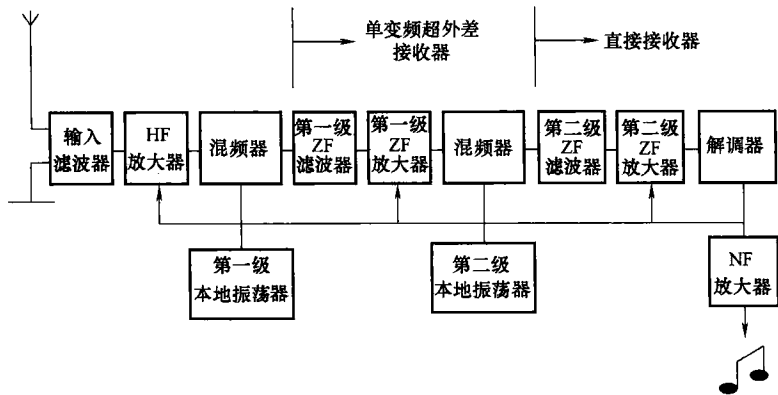 单变频超外差
接收器
直接接收器
输入
滤波器
HF
放大器
混频器
第一级
ZF
滤波器
第一级
ZF
放大器
混频器
第二级
ZF
滤波器
第二级
ZF
放大器
解调器
第一级
本地振荡器
第二级
本地振荡器
NF
放大器